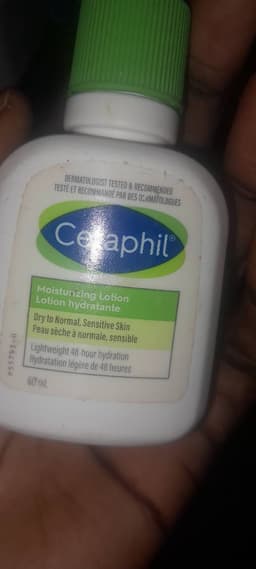 DERMATOLOGIST TESTED & RECOMMENDED
TESTÉ ET RECOMMANDÉ PAR DES DERMATOLOGUES
Cetaphil®
Moisturizing Lotion
Lotion hydratante
Dry to Normal, Sensitive Skin
Peau sèche à normale, sensible
Lightweight 48-hour hydration
Hydratation légère de 48 heures
60 mL